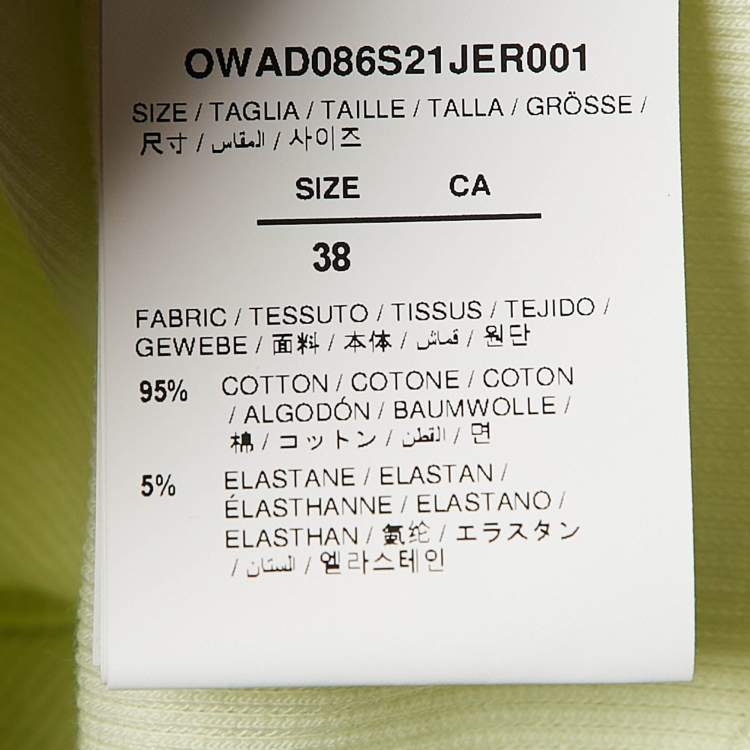 OWAD086S21JER001
SIZE / TAGLIA / TAILLE / TALLA / GRÖSSE /
尺寸 / المقاس / 사이즈
SIZE CA
38
FABRIC / TESSUTO / TISSUS / TEJIDO /
GEWEBE / 面料 / 本体 / قماش / 원단
95% COTTON / COTONE / COTON
/ ALGODÓN / BAUMWOLLE /
棉 / コットン / القطن / 면
5% ELASTANE / ELASTAN /
ÉLASTHANNE / ELASTANO /
ELASTHAN / 氨纶 / エラスタン
/ الستان / 엘라스테인